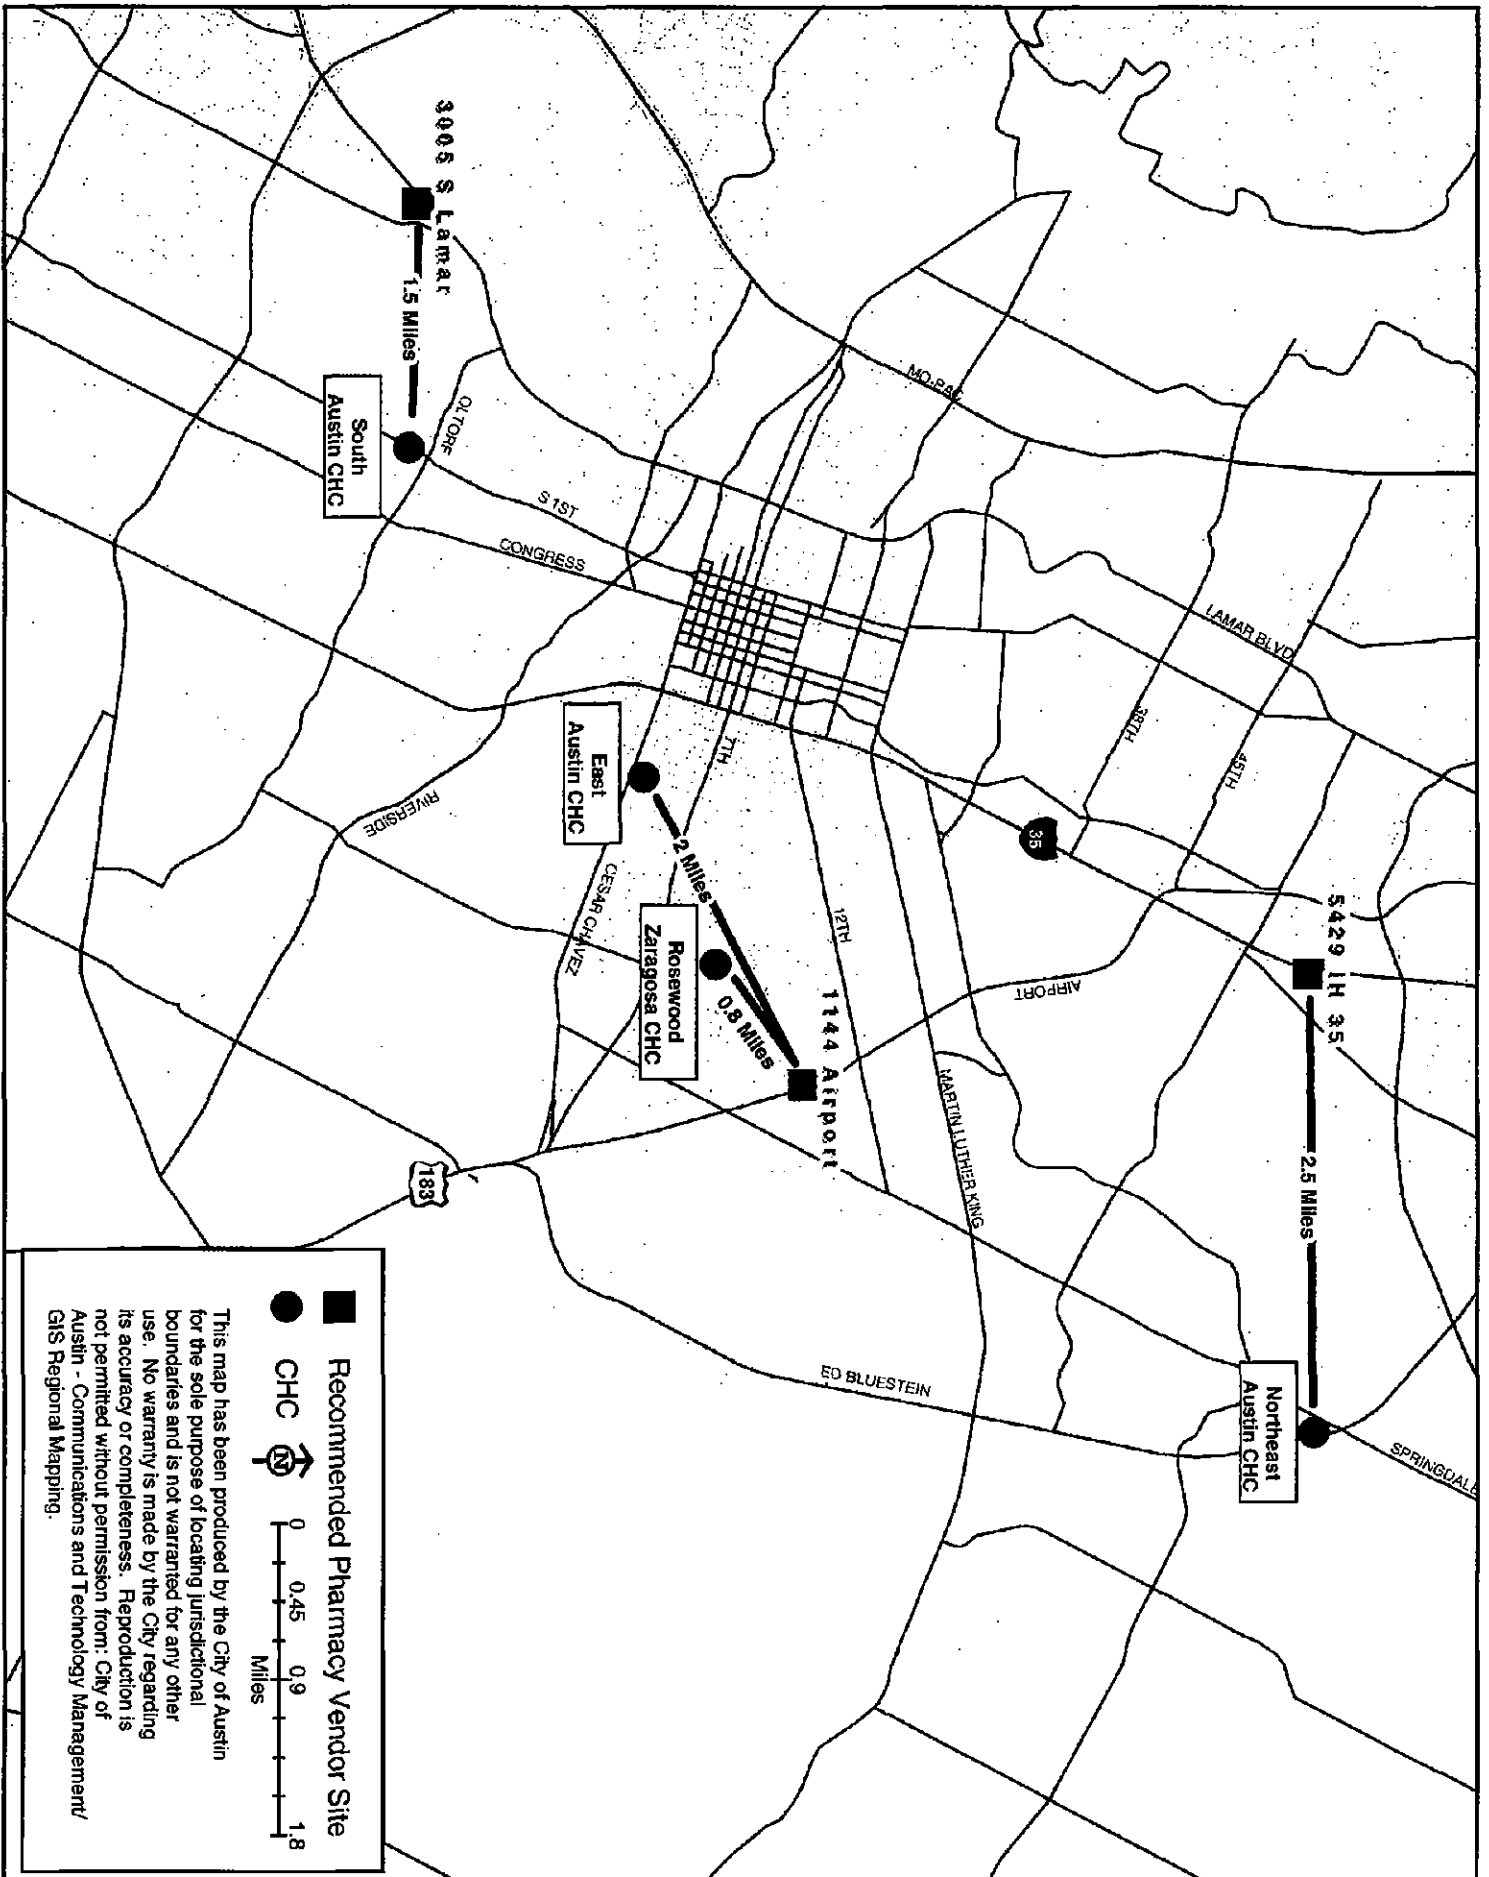 3005 S Lamar
1.5 Miles
South
Austin CHC
OLTORF
S 1ST
CONGRESS
MO-PAC
LAMAR BLVD
38TH
45TH
35
7TH
East
Austin CHC
RIVERSIDE
2 Miles
CESAR CHAVEZ
Rosewood
Zaragosa CHC
0.8 Miles
12TH
1144 Airport
AIRPORT
MARTIN LUTHER KING
5429 IH 35
2.5 Miles
183
ED BLUESTEIN
Northeast
Austin CHC
SPRINGDALE
Recommended Pharmacy Vendor Site
CHC
N
0 0.45 0.9 1.8
Miles
This map has been produced by the City of Austin
for the sole purpose of locating jurisdictional
boundaries and is not warranted for any other
use. No warranty is made by the City regarding
its accuracy or completeness. Reproduction is
not permitted without permission from: City of
Austin - Communications and Technology Management/
GIS Regional Mapping.